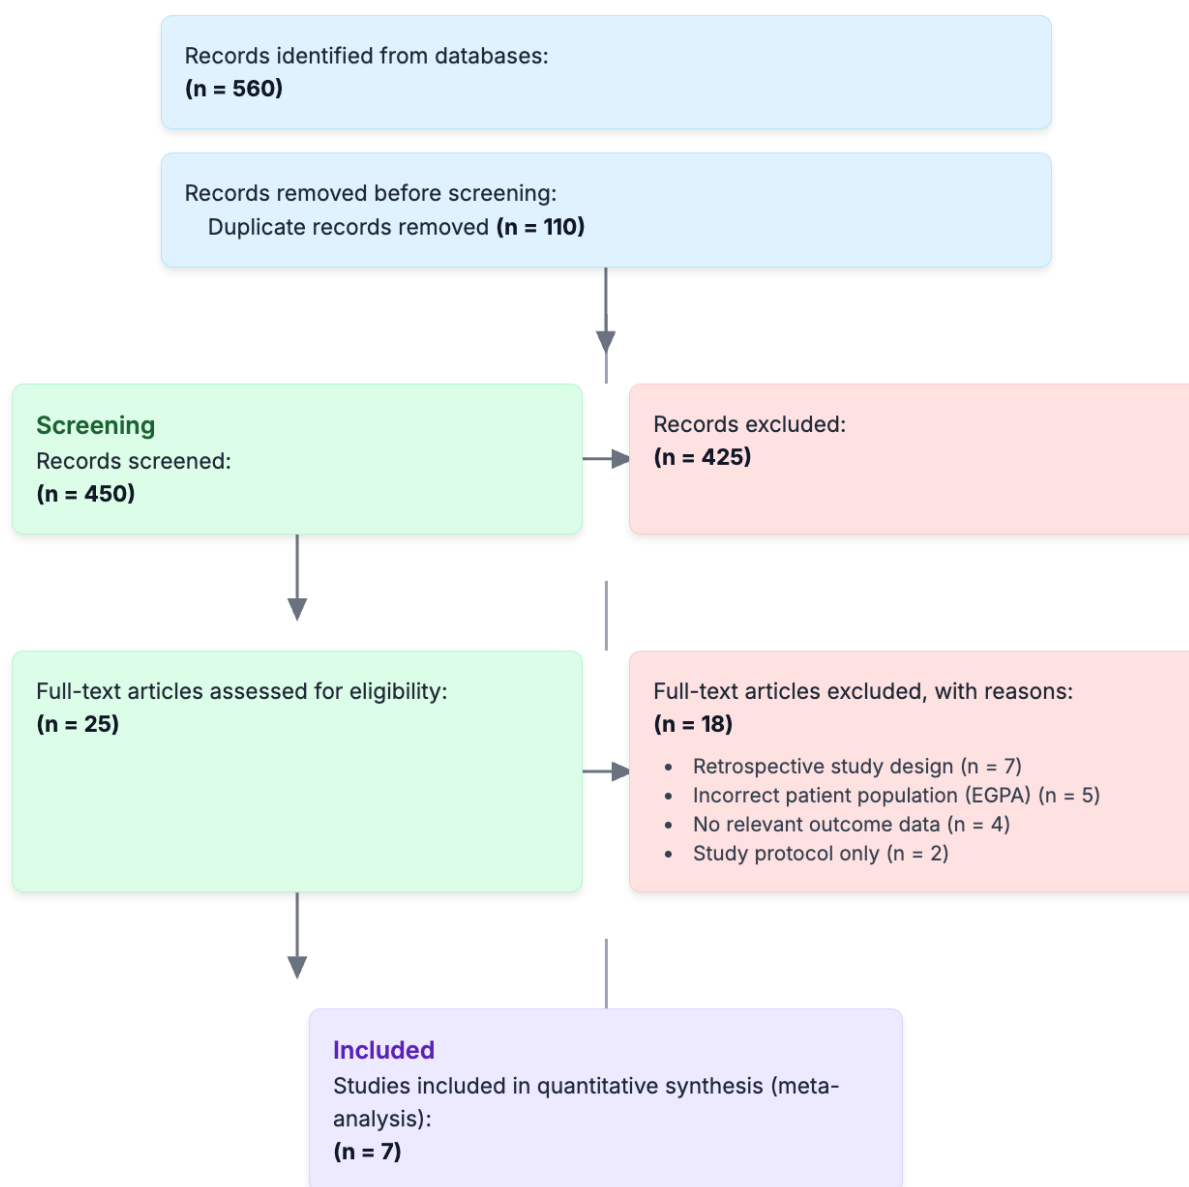 Records identified from databases:
(n = 560)
Records removed before screening:
Duplicate records removed (n = 110)
Screening
Records screened:
(n = 450)
Records excluded:
(n = 425)
Full-text articles assessed for eligibility:
(n = 25)
Full-text articles excluded, with reasons:
(n = 18)
• Retrospective study design (n = 7)
• Incorrect patient population (EGPA) (n = 5)
• No relevant outcome data (n = 4)
• Study protocol only (n = 2)
Included
Studies included in quantitative synthesis (meta-
analysis):
(n = 7)